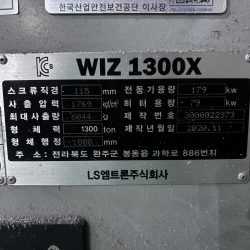 한국산업안전보건공단 이사장
KCs WIZ 1300X
스크류직경 115 mm 전동기용량 179 kw
사출압력 1769 kg/cm² 히터용량 79 kw
최대사출량 6044 g 제작번호
형체력 1300 ton 제작년월일 2020.11
형체행정 1800 mm
주소 : 전라북도 완주군 봉동읍 과학로 886번지
LS엠트론주식회사